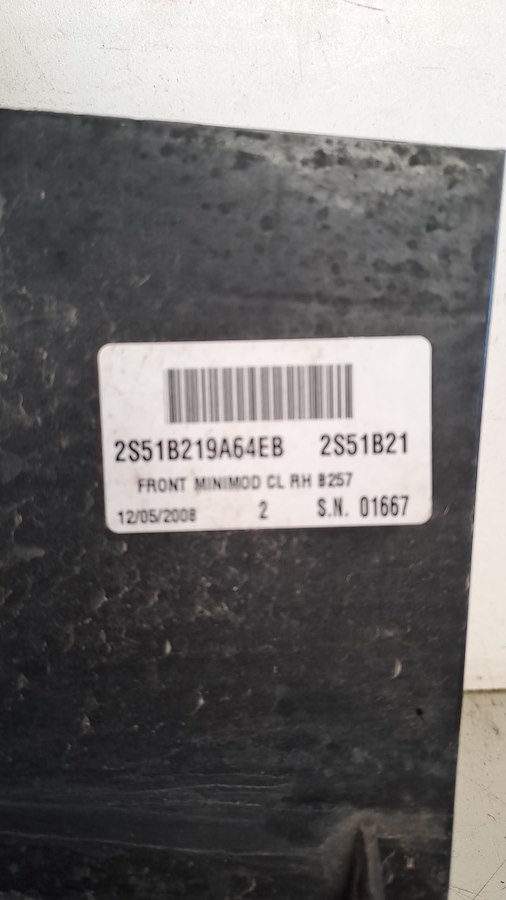 2S51B219A64EB 2S51B21
FRONT MINIMOD CL RH B257
12/05/2008 2 S.N. 01667